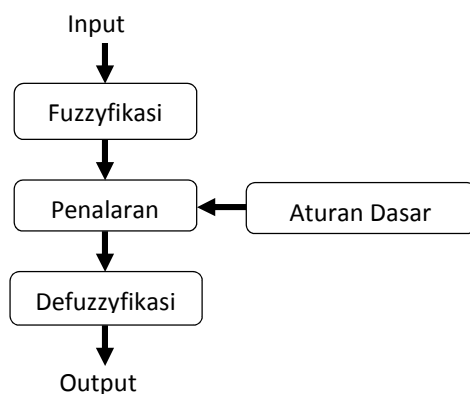 Input
Fuzzyfikasi
Penalaran
Aturan Dasar
Defuzzyfikasi
Output